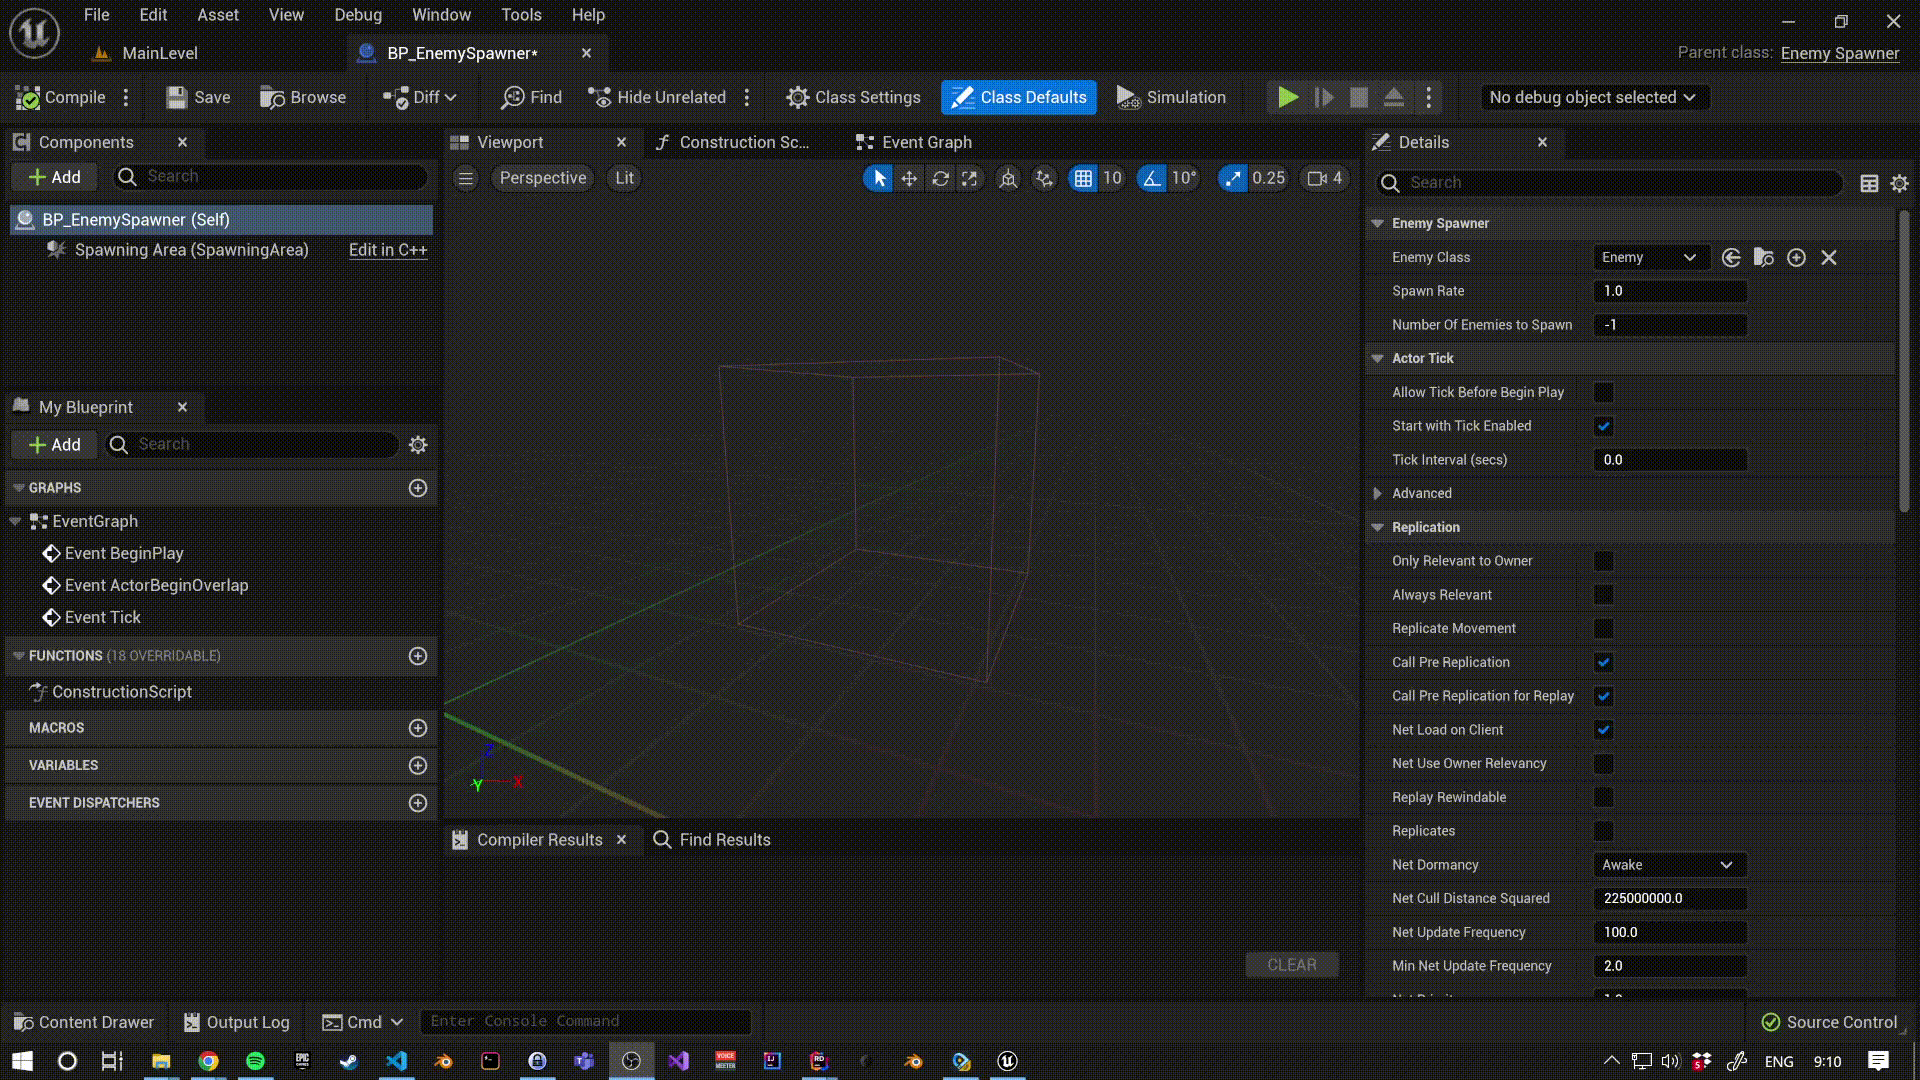 File Edit Asset View Debug Window Tools Help
MainLevel
BP_EnemySpawner*
Parent class: Enemy Spawner
Compile
Save
Browse
Diff
Find
Hide Unrelated
Class Settings
Class Defaults
Simulation
No debug object selected
Components
Add
Search
BP_EnemySpawner (Self)
Spawning Area (SpawningArea) Edit in C++
My Blueprint
Add
Search
GRAPHS
EventGraph
Event BeginPlay
Event ActorBeginOverlap
Event Tick
FUNCTIONS (18 OVERRIDABLE)
ConstructionScript
MACROS
VARIABLES
EVENT DISPATCHERS
Viewport
Construction Sc...
Event Graph
Perspective
Lit
10
10°
0.25
4
Z
Y
X
Compiler Results
Find Results
CLEAR
Details
Search
Enemy Spawner
Enemy Class Enemy
Spawn Rate 1.0
Number Of Enemies to Spawn -1
Actor Tick
Allow Tick Before Begin Play
Start with Tick Enabled
Tick Interval (secs) 0.0
Advanced
Replication
Only Relevant to Owner
Always Relevant
Replicate Movement
Call Pre Replication
Call Pre Replication for Replay
Net Load on Client
Net Use Owner Relevancy
Replay Rewindable
Replicates
Net Dormancy Awake
Net Cull Distance Squared 225000000.0
Net Update Frequency 100.0
Min Net Update Frequency 2.0
Content Drawer
Output Log
Cmd
Enter Console Command
Source Control
ENG
9:10